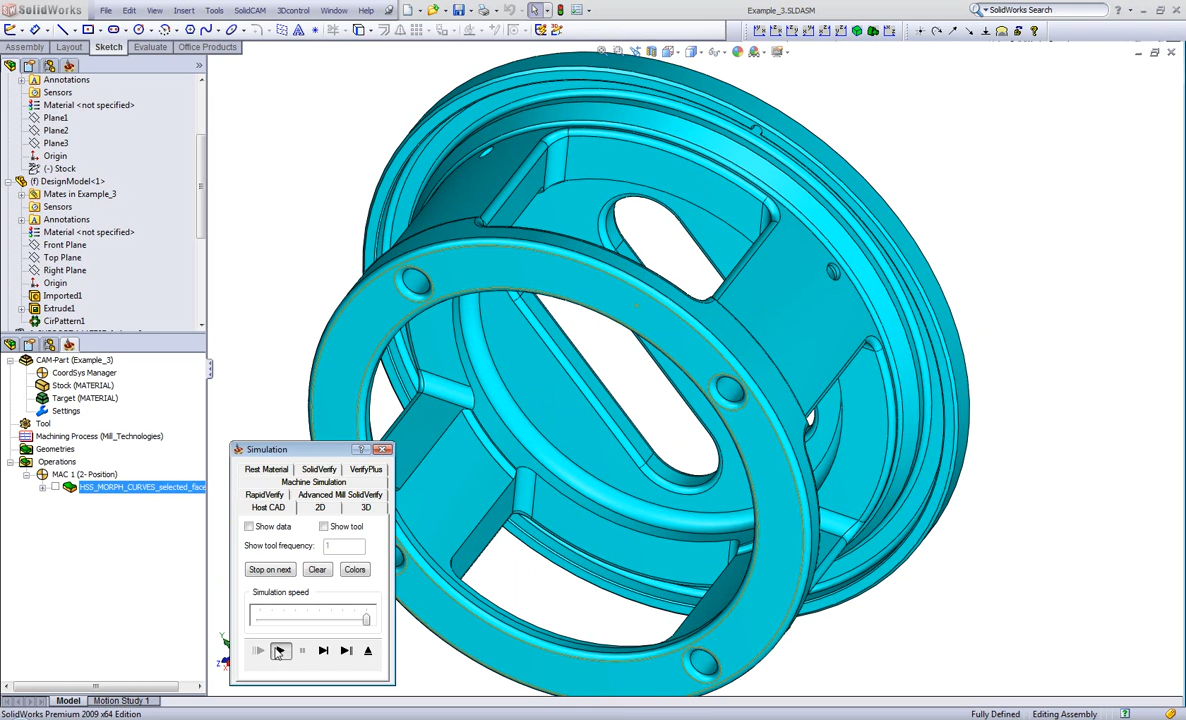 SolidWorks File Edit View Insert Tools SolidCAM Simulation Window Help Example_3.SLDASM SolidWorks Search
Assembly Layout Sketch Evaluate Office Products
Annotations
Sensors
Material <not specified>
Plane1
Plane2
Plane3
Origin
(-) Stock
(f) DesignModel<1>
Mates in Example_3
Sensors
Annotations
Material <not specified>
Front Plane
Top Plane
Right Plane
Origin
Imported1
Extrude1
CirPattern1
CAM-Part (Example_3)
CoordSys Manager
Stock (MATERIAL)
Target (MATERIAL)
Settings
Tool
Machining Process (Mill_Technologies)
Geometries
Operations
MAC 1 (2- Position)
HSS_MORPH_CURVES_selected_face
Simulation
Rest Material SolidVerify VerifyPlus
Machine Simulation
RapidVerify Advanced Mill SolidVerify
Host CAD 2D 3D
Show data Show tool
Show tool frequency: 1
Stop on next Clear Colors
Simulation speed
Model Motion Study 1
SolidWorks Premium 2009 x64 Edition Fully Defined Editing Assembly